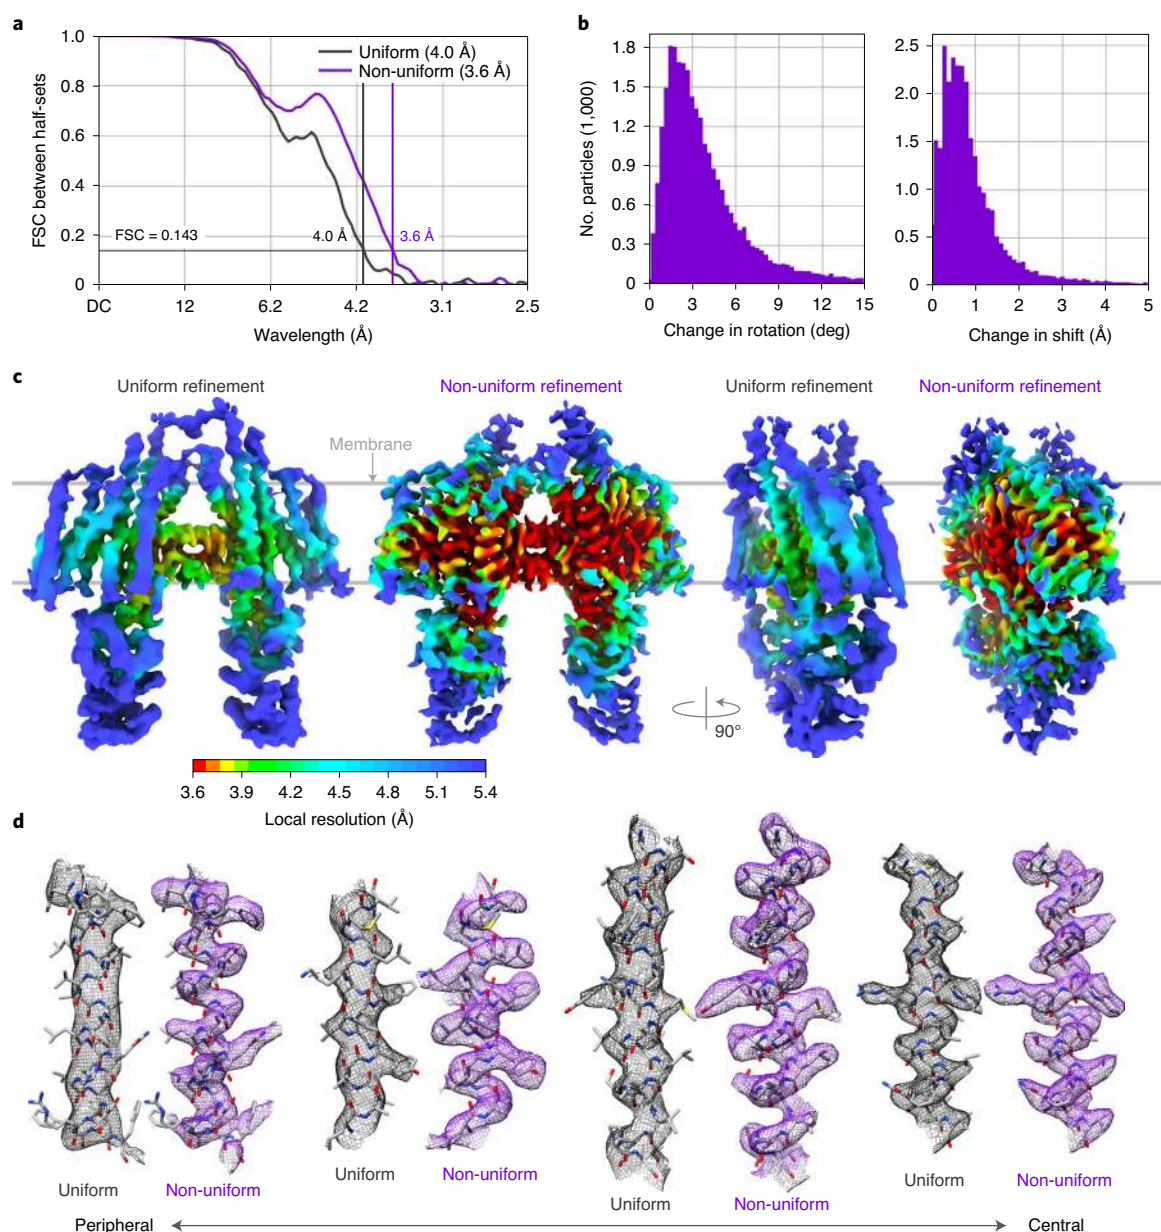 a
1.0
0.8
0.6
0.4
0.2
0
FSC between half-sets
Uniform (4.0 Å)
Non-uniform (3.6 Å)
FSC = 0.143
4.0 Å
3.6 Å
DC 12 6.2 4.2 3.1 2.5
Wavelength (Å)
b
No. particles (1,000)
1.8
1.5
1.2
0.9
0.6
0.3
0
0 3 6 9 12 15
Change in rotation (deg)
2.5
2.0
1.5
1.0
0.5
0
0 1 2 3 4 5
Change in shift (Å)
c
Uniform refinement
Non-uniform refinement
Uniform refinement
Non-uniform refinement
Membrane
90°
3.6 3.9 4.2 4.5 4.8 5.1 5.4
Local resolution (Å)
d
Uniform
Non-uniform
Uniform
Non-uniform
Uniform
Non-uniform
Uniform
Non-uniform
Peripheral
Central